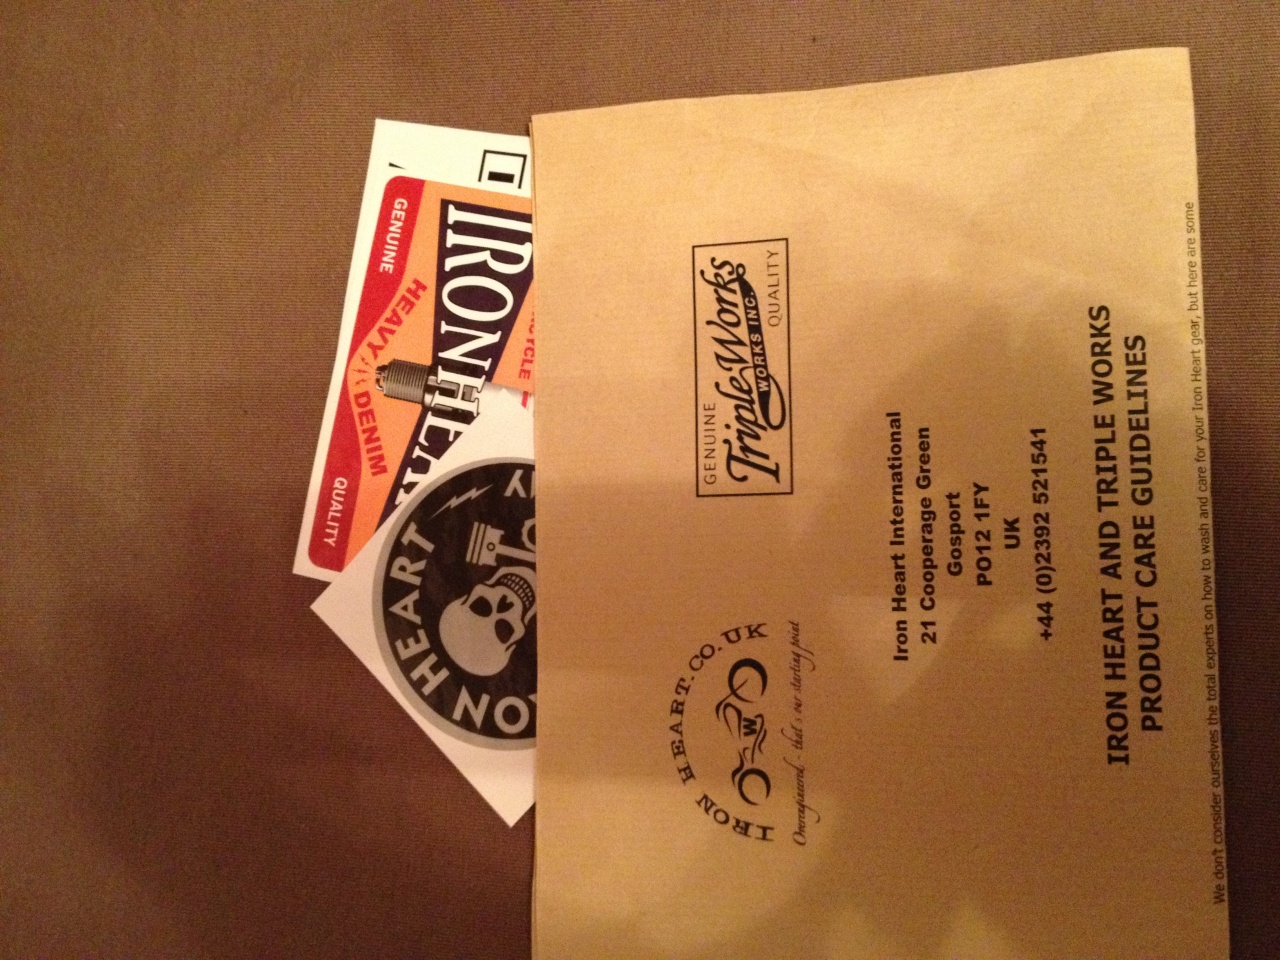 GENUINE
HEAVY DENIM
QUALITY
IRON HEA
CYCLE
IRON HEART
IRON HEART.CO.UK
W
Overengineered - that's our starting point
GENUINE
Triple Works
WORKS INC.
QUALITY
Iron Heart International
21 Cooperage Green
Gosport
PO12 1FY
UK
+44 (0)2392 521541
IRON HEART AND TRIPLE WORKS
PRODUCT CARE GUIDELINES
We don't consider ourselves the total experts on how to wash and care for your Iron Heart gear, but here are some